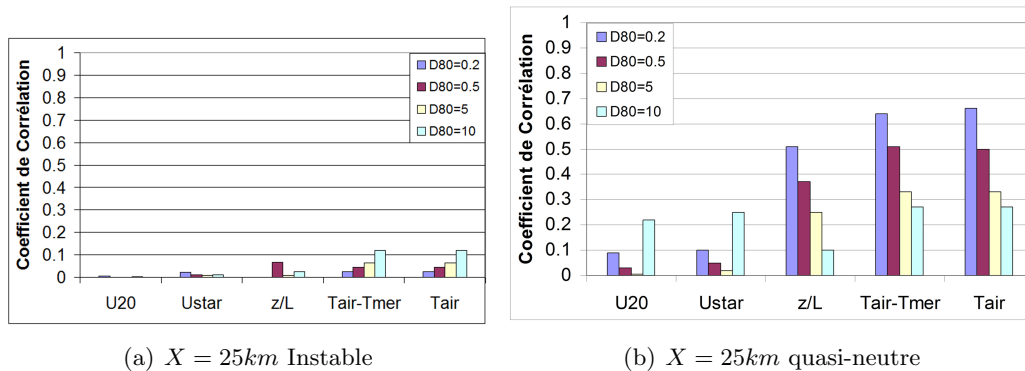 Coefficient de Corrélation
1
0.9
0.8
0.7
0.6
0.5
0.4
0.3
0.2
0.1
0
D80=0.2
D80=0.5
D80=5
D80=10
U20 Ustar z/L Tair-Tmer Tair
(a) X = 25km Instable
Coefficient de Corrélation
1
0.9
0.8
0.7
0.6
0.5
0.4
0.3
0.2
0.1
0
D80=0.2
D80=0.5
D80=5
D80=10
U20 Ustar z/L Tair-Tmer Tair
(b) X = 25km quasi-neutre